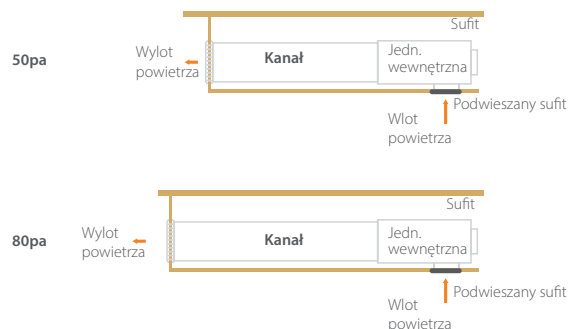 Sufit
50pa
Wylot
powietrza
Kanał
Jedn.
wewnętrzna
Wlot
powietrza
Podwieszany sufit
Sufit
80pa
Wylot
powietrza
Kanał
Jedn.
wewnętrzna
Wlot
powietrza
Podwieszany sufit